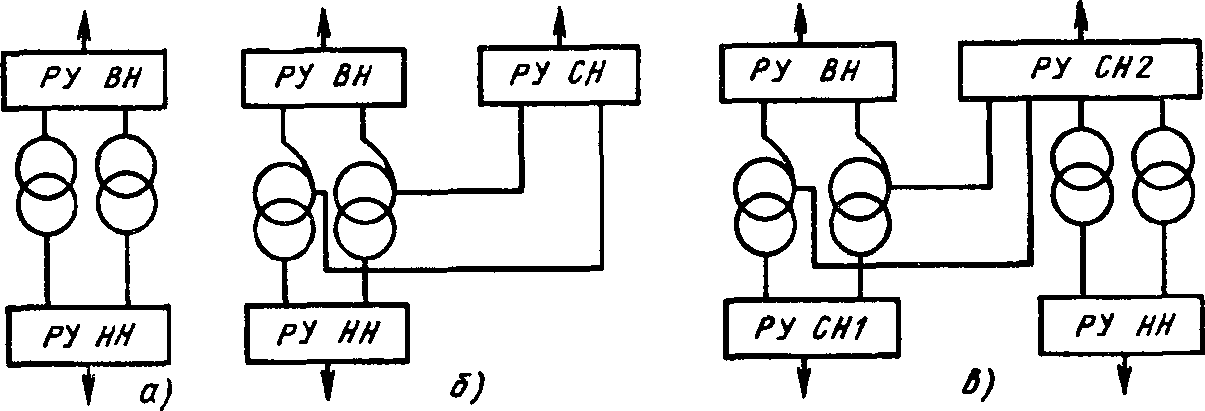 РУ ВН
РУ НН
а)
РУ ВН
РУ СН
РУ НН
б)
РУ ВН
РУ СН2
РУ СН1
РУ НН
в)